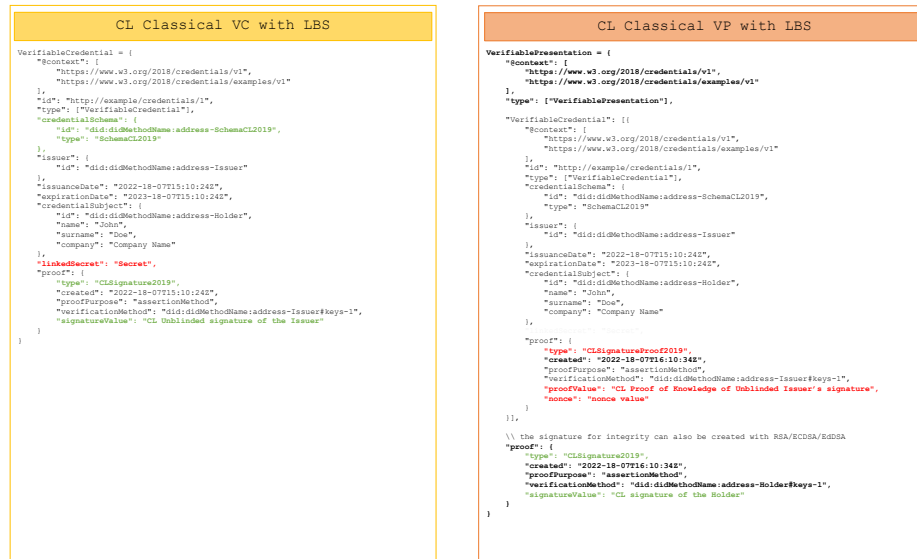 CL Classical VC with LBS
VerifiableCredential = {
"@context": [
"https://www.w3.org/2018/credentials/v1",
"https://www.w3.org/2018/credentials/examples/v1"
],
"id": "http://example/credentials/1",
"type": ["VerifiableCredential"],
"credentialSchema": {
"id": "did:didMethodName:address-SchemaCL2019",
"type": "SchemaCL2019"
},
"issuer": {
"id": "did:didMethodName:address-Issuer"
},
"issuanceDate": "2022-18-07T15:10:24Z",
"expirationDate": "2023-18-07T15:10:24Z",
"credentialSubject": {
"id": "did:didMethodName:address-Holder",
"name": "John",
"surname": "Doe",
"company": "Company Name"
},
"linkedSecret": "Secret",
"proof": {
"type": "CLSignature2019",
"created": "2022-18-07T15:10:24Z",
"proofPurpose": "assertionMethod",
"verificationMethod": "did:didMethodName:address-Issuer#keys-1",
"signatureValue": "CL Unblinded signature of the Issuer"
}
}
CL Classical VP with LBS
VerifiablePresentation = {
"@context": [
"https://www.w3.org/2018/credentials/v1",
"https://www.w3.org/2018/credentials/examples/v1"
],
"type": ["VerifiablePresentation"],
"VerifiableCredential": [{
"@context": [
"https://www.w3.org/2018/credentials/v1",
"https://www.w3.org/2018/credentials/examples/v1"
],
"id": "http://example/credentials/1",
"type": ["VerifiableCredential"],
"credentialSchema": {
"id": "did:didMethodName:address-SchemaCL2019",
"type": "SchemaCL2019"
},
"issuer": {
"id": "did:didMethodName:address-Issuer"
},
"issuanceDate": "2022-18-07T15:10:24Z",
"expirationDate": "2023-18-07T15:10:24Z",
"credentialSubject": {
"id": "did:didMethodName:address-Holder",
"name": "John",
"surname": "Doe",
"company": "Company Name"
},
"proof": {
"type": "CLSignatureProof2019",
"created": "2022-18-07T16:10:34Z",
"proofPurpose": "assertionMethod",
"verificationMethod": "did:didMethodName:address-Issuer#keys-1",
"proofValue": "CL Proof of Knowledge of Unblinded Issuer's signature",
"nonce": "nonce value"
}
}],
\\ the signature for integrity can also be created with RSA/ECDSA/EdDSA
"proof": {
"type": "CLSignature2019",
"created": "2022-18-07T16:10:34Z",
"proofPurpose": "assertionMethod",
"verificationMethod": "did:didMethodName:address-Holder#keys-1",
"signatureValue": "CL signature of the Holder"
}
}